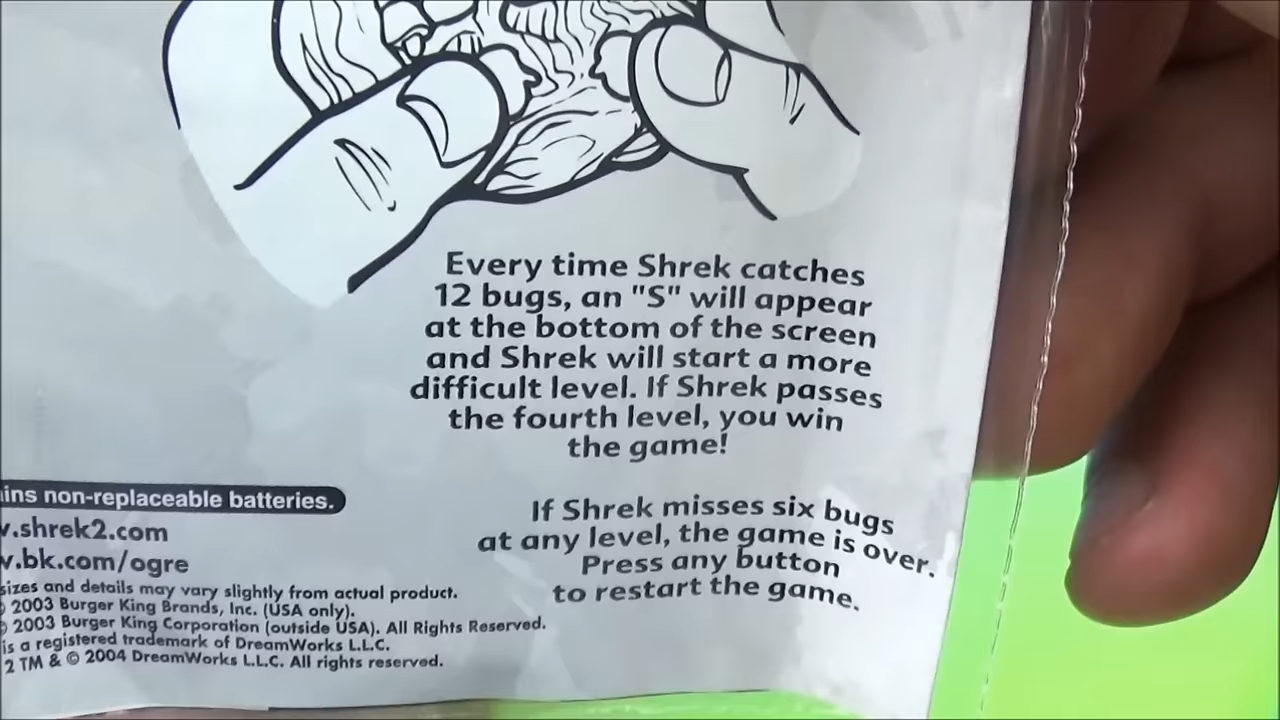 Every time Shrek catches
12 bugs, an "S" will appear
at the bottom of the screen
and Shrek will start a more
difficult level. If Shrek passes
the fourth level, you win
the game!
If Shrek misses six bugs
at any level, the game is over.
Press any button
to restart the game.
ins non-replaceable batteries.
.shrek2.com
.bk.com/ogre
sizes and details may vary slightly from actual product.
2003 Burger King Brands, Inc. (USA only).
2003 Burger King Corporation (outside USA). All Rights Reserved.
is a registered trademark of DreamWorks L.L.C.
2 TM & © 2004 DreamWorks L.L.C. All rights reserved.